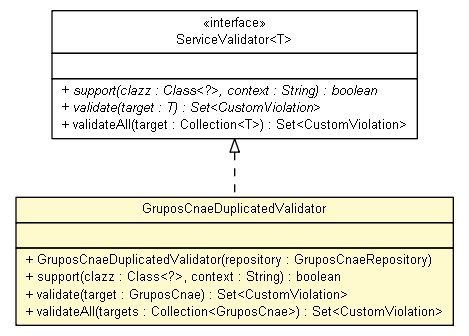 «interface»
ServiceValidator<T>
+ support(clazz : Class<?>, context : String) : boolean
+ validate(target : T) : Set<CustomViolation>
+ validateAll(target : Collection<T>) : Set<CustomViolation>
GruposCnaeDuplicatedValidator
+ GruposCnaeDuplicatedValidator(repository : GruposCnaeRepository)
+ support(clazz : Class<?>, context : String) : boolean
+ validate(target : GruposCnae) : Set<CustomViolation>
+ validateAll(targets : Collection<GruposCnae>) : Set<CustomViolation>